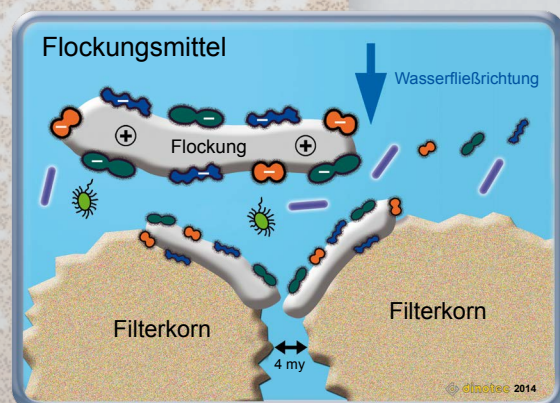 Flockungsmittel
Wasserfließrichtung
Flockung
Filterkorn
Filterkorn
4 my
dinotec 2014